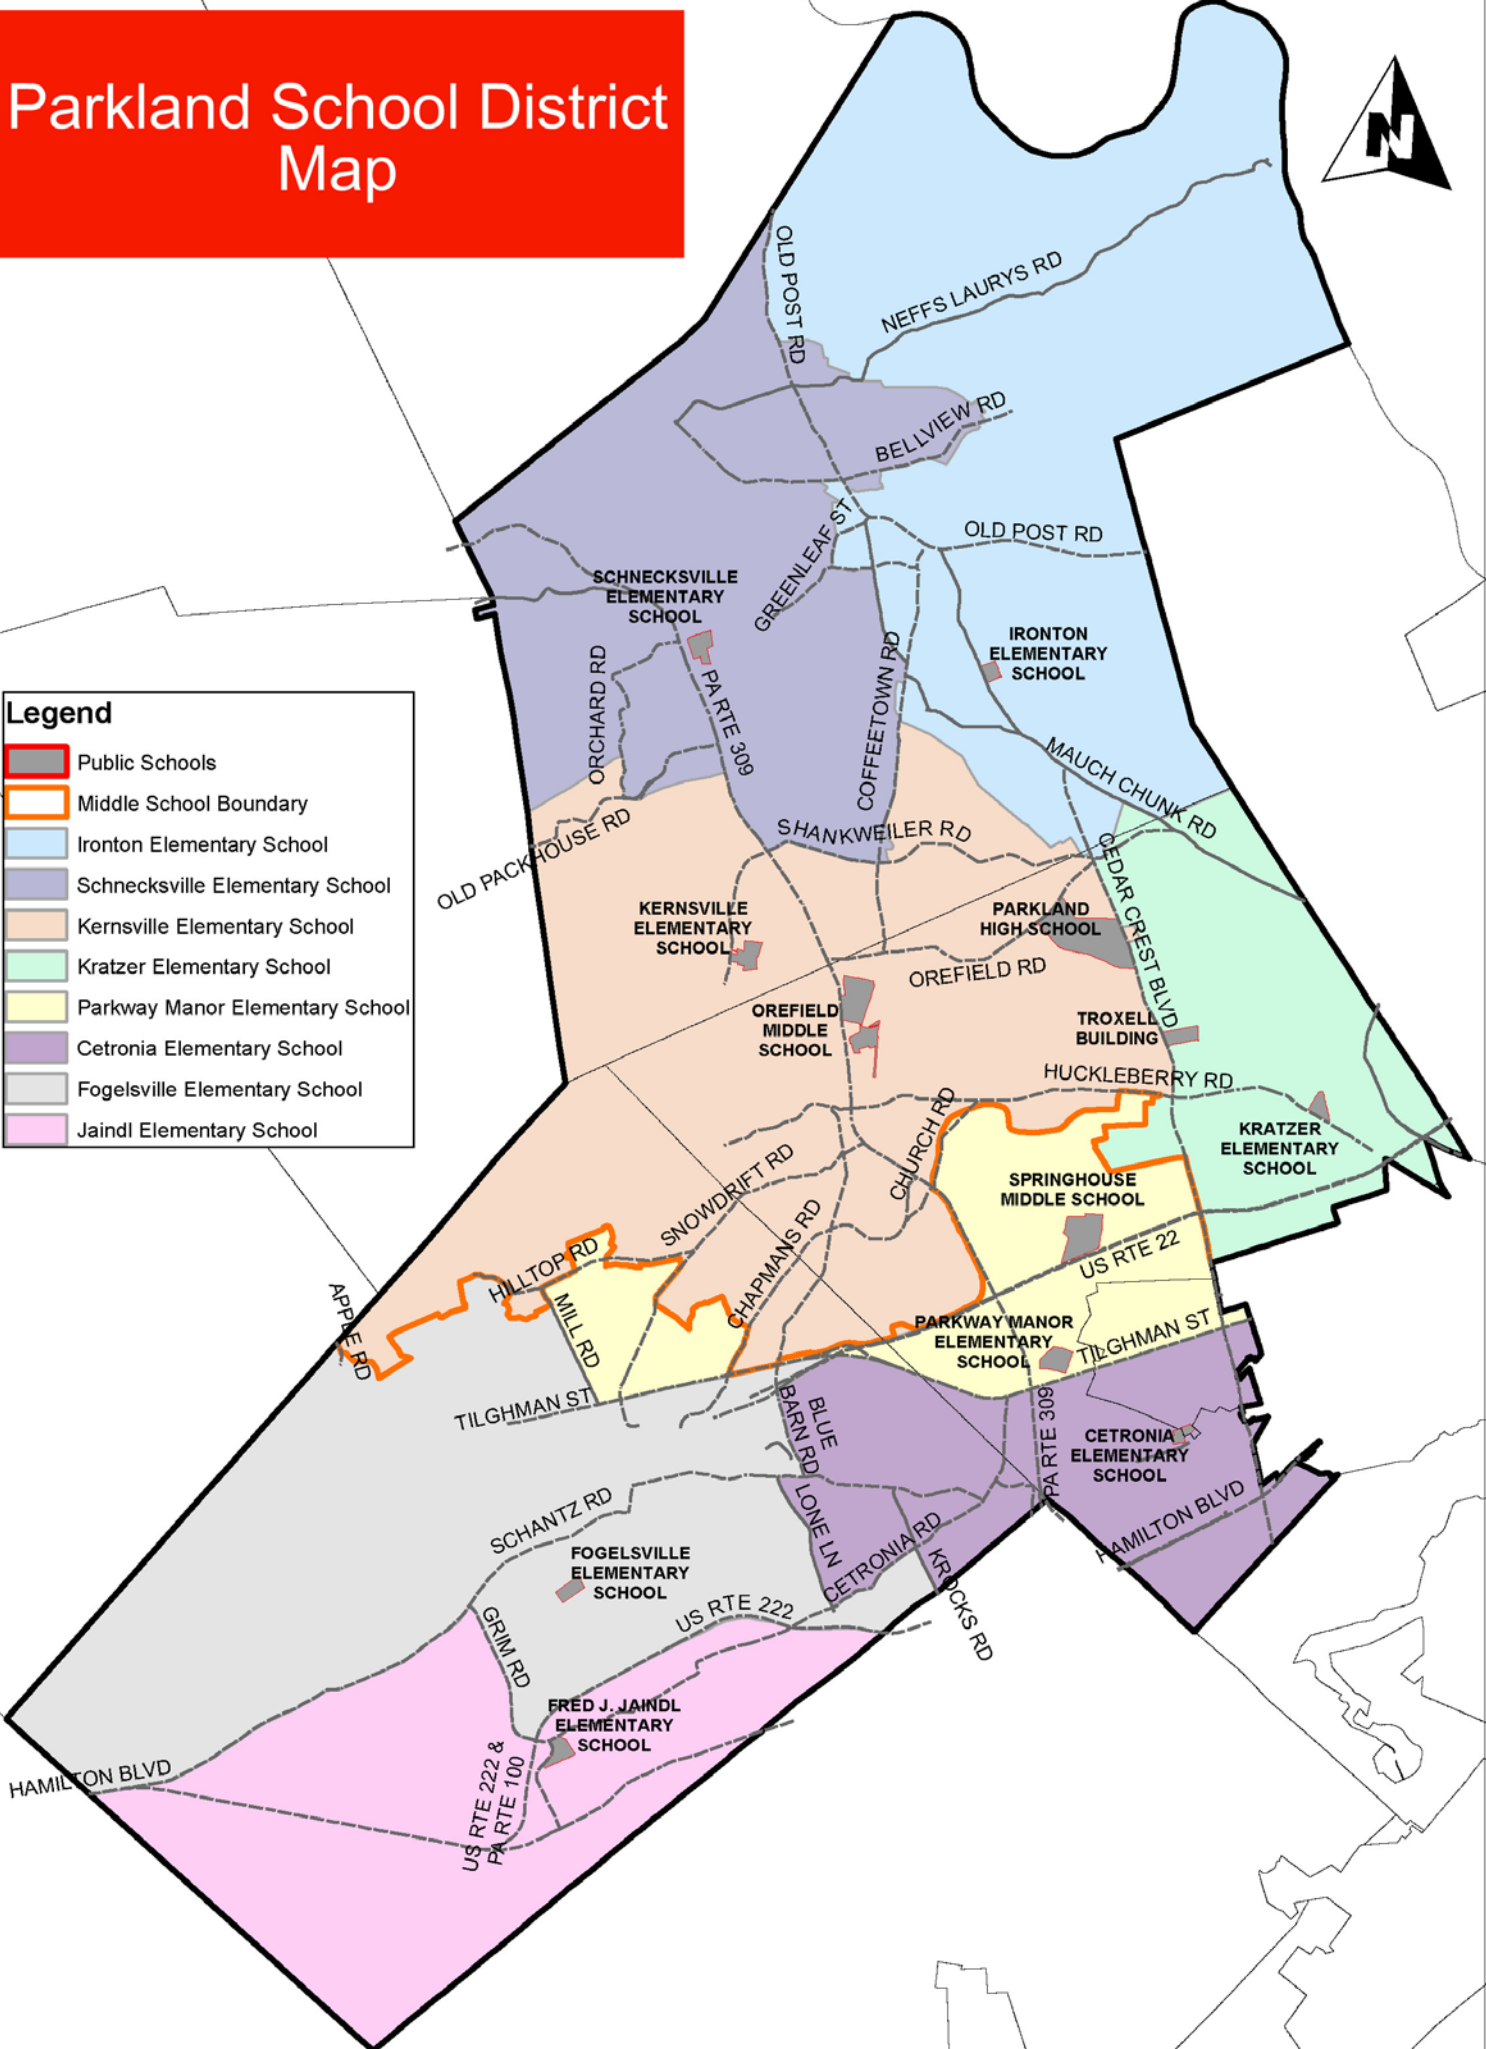 Parkland School District
Map
N
OLD POST RD
NEFFS LAURYS RD
BELLVIEW RD
OLD POST RD
GREENLEAF ST
SCHNECKSVILLE
ELEMENTARY
SCHOOL
IRONTON
ELEMENTARY
SCHOOL
ORCHARD RD
PA RTE 309
COFFEETOWN RD
MAUCH CHUNK RD
SHANKWEILER RD
OLD PACKHOUSE RD
CEDAR CREST BLVD
KERNSVILLE
ELEMENTARY
SCHOOL
PARKLAND
HIGH SCHOOL
OREFIELD RD
OREFIELD
MIDDLE
SCHOOL
TROXELL
BUILDING
HUCKLEBERRY RD
CHURCH RD
KRATZER
ELEMENTARY
SCHOOL
SNOWDRIFT RD
SPRINGHOUSE
MIDDLE SCHOOL
US RTE 22
HILLTOP RD
CHAPMANS RD
APPLE RD
MILL RD
PARKWAY MANOR
ELEMENTARY
SCHOOL
TILGHMAN ST
TILGHMAN ST
BLUE
BARN RD
PA RTE 309
CETRONIA
ELEMENTARY
SCHOOL
SCHANTZ RD
LONE LN
HAMILTON BLVD
CETRONIA RD
KROCKS RD
FOGELSVILLE
ELEMENTARY
SCHOOL
US RTE 222
GRIM RD
FRED J. JAINDL
ELEMENTARY
SCHOOL
US RTE 222 &
PA RTE 100
HAMILTON BLVD
Legend
Public Schools
Middle School Boundary
Ironton Elementary School
Schnecksville Elementary School
Kernsville Elementary School
Kratzer Elementary School
Parkway Manor Elementary School
Cetronia Elementary School
Fogelsville Elementary School
Jaindl Elementary School